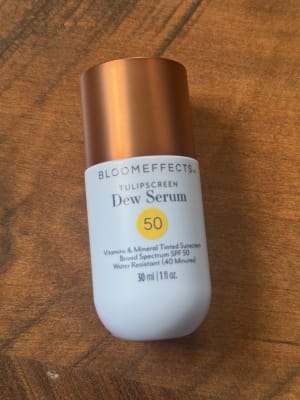 BLOOMEFFECTS
TULIPSCREEN
Dew Serum
50
Vitamins & Mineral Tinted Sunscreen
Broad Spectrum SPF 50
Water Resistant (40 Minutes)
30 ml | 1 fl oz.